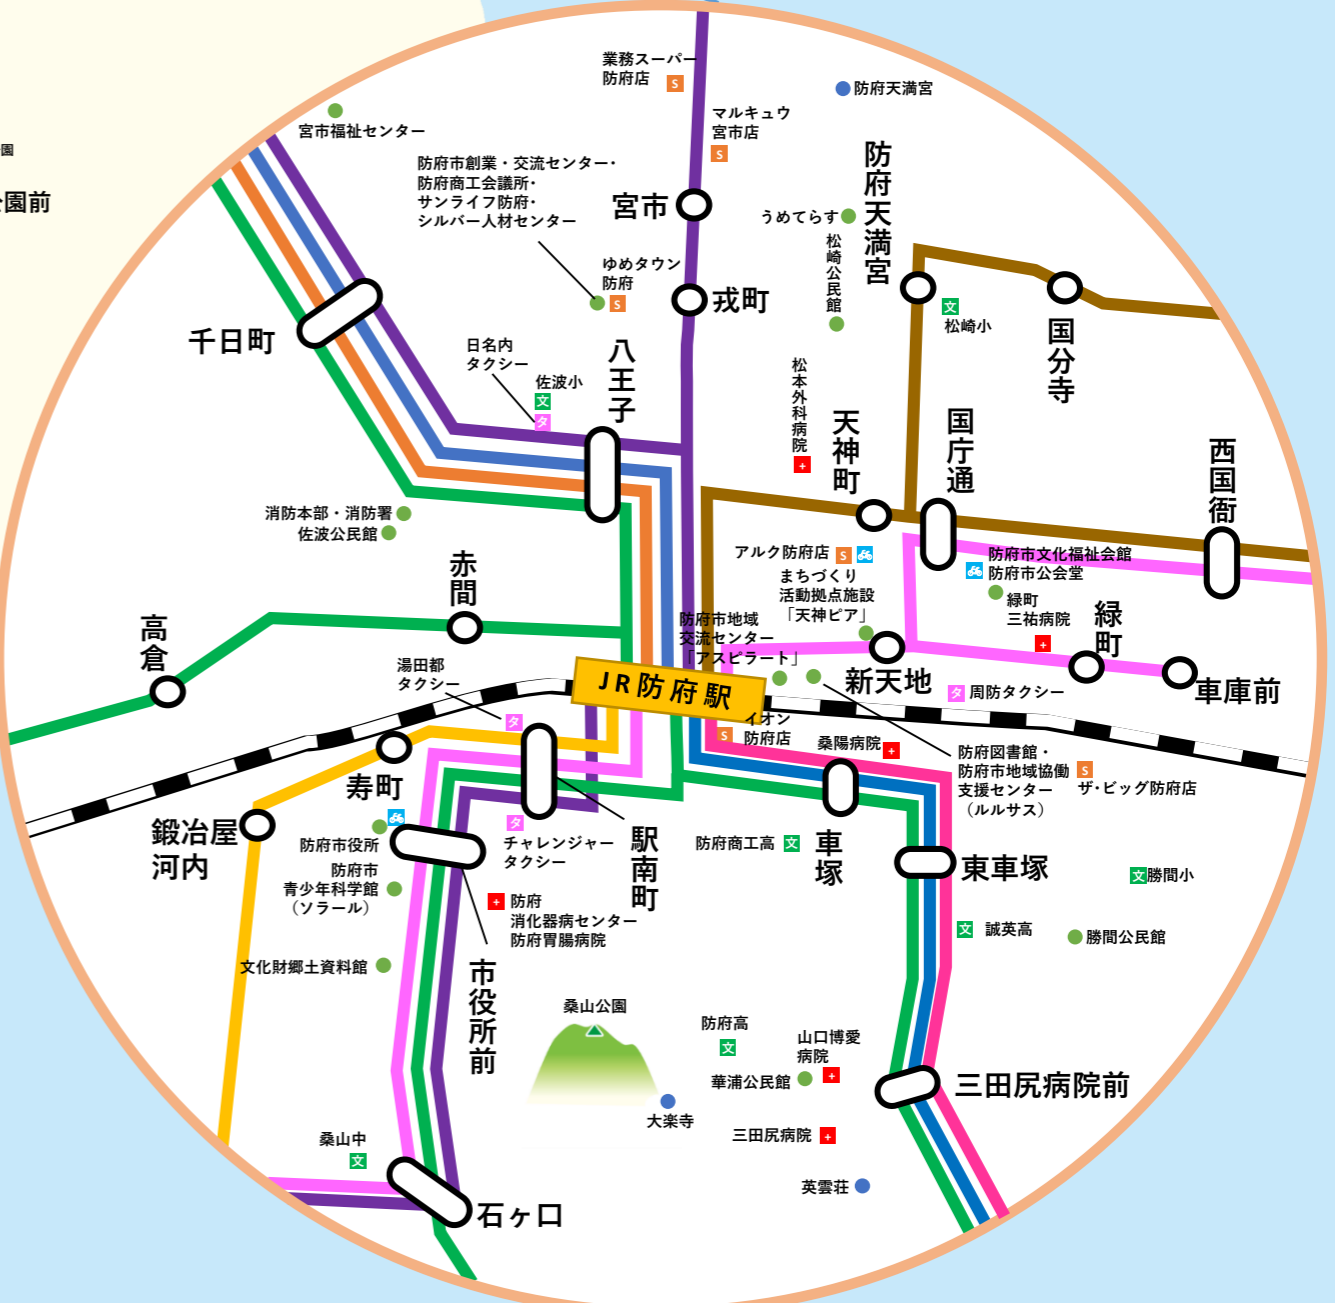 園
公園前
宮市福祉センター
業務スーパー
防府店
S
マルキュウ
宮市店
S
防府天満宮
防府市創業・交流センター・
防府商工会議所・
サンライフ防府・
シルバー人材センター
宮市
うめてらす
防府天満宮
松崎公民館
ゆめタウン
防府
S
戎町
文
松崎小
国分寺
千日町
日名内
タクシー
佐波小
文
タ
八王子
松本外科病院
+
天神町
国庁通
西国衙
消防本部・消防署
佐波公民館
アルク防府店
S
まちづくり
活動拠点施設
「天神ピア」
防府市文化福祉会館
防府市公会堂
緑町
三祐病院
+
緑町
赤間
高倉
防府市地域
交流センター
「アスピラート」
新天地
車庫前
湯田都
タクシー
タ
JR防府駅
タ
周防タクシー
イオン
防府店
S
桑陽病院
+
防府図書館・
防府市地域協働
支援センター
（ルルサス）
S
ザ・ビッグ防府店
寿町
鍛冶屋
河内
防府市役所
タ
チャレンジャー
タクシー
駅南町
防府商工高
文
車塚
東車塚
文
勝間小
防府市
青少年科学館
（ソラール）
+
防府
消化器病センター
防府胃腸病院
文
誠英高
勝間公民館
文化財郷土資料館
市役所前
桑山公園
防府高
文
山口博愛
病院
+
華浦公民館
三田尻病院前
大楽寺
三田尻病院
+
桑山中
文
英雲荘
石ヶ口